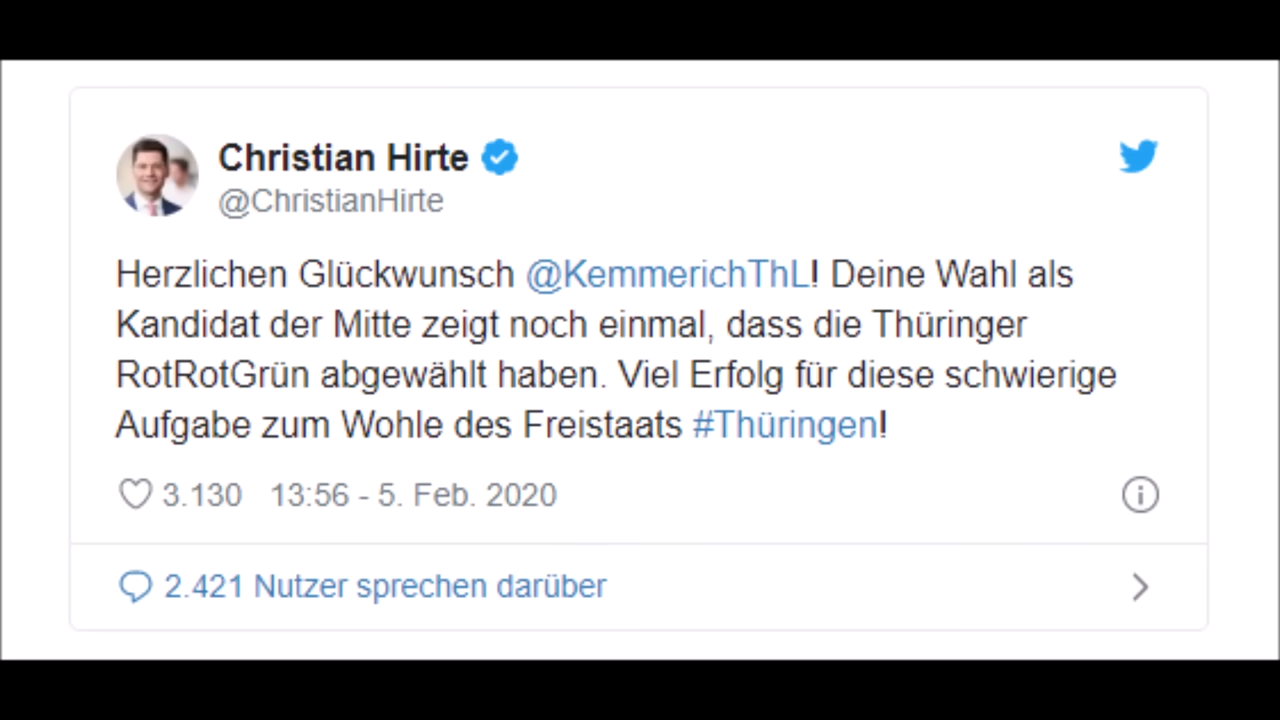 Christian Hirte
@ChristianHirte
Herzlichen Glückwunsch @KemmerichThL! Deine Wahl als
Kandidat der Mitte zeigt noch einmal, dass die Thüringer
RotRotGrün abgewählt haben. Viel Erfolg für diese schwierige
Aufgabe zum Wohle des Freistaats #Thüringen!
3.130 13:56 - 5. Feb. 2020
2.421 Nutzer sprechen darüber